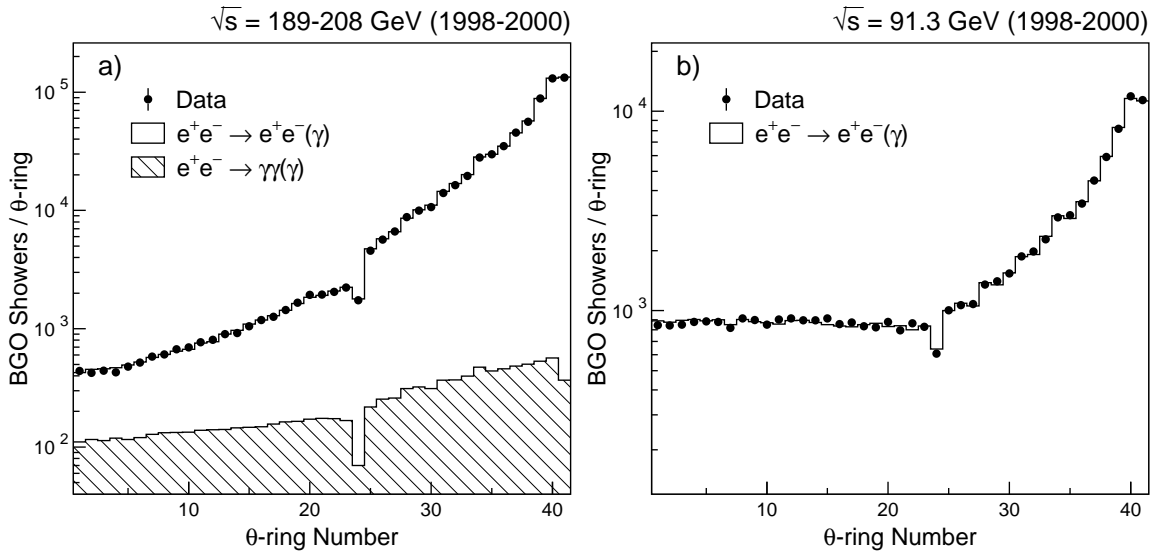 √s = 189-208 GeV (1998-2000)
a)
Data
e⁺e⁻ → e⁺e⁻(γ)
e⁺e⁻ → γγ(γ)
10⁵
10⁴
10³
10²
BGO Showers / θ-ring
10 20 30 40
θ-ring Number
√s = 91.3 GeV (1998-2000)
b)
Data
e⁺e⁻ → e⁺e⁻(γ)
10⁴
10³
BGO Showers / θ-ring
10 20 30 40
θ-ring Number